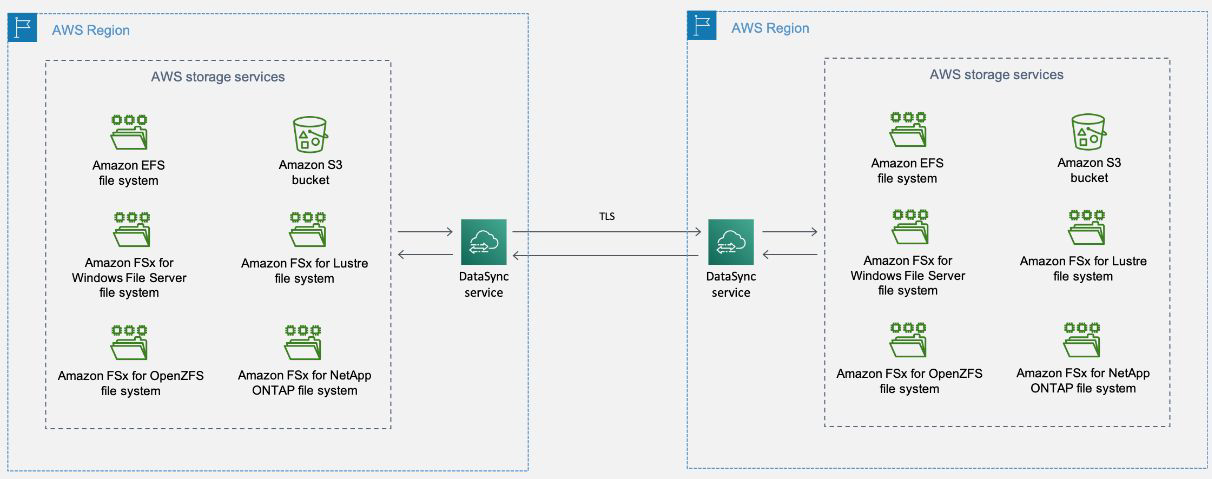 AWS Region
AWS storage services
Amazon EFS
file system
Amazon S3
bucket
Amazon FSx for
Windows File Server
file system
Amazon FSx for Lustre
file system
Amazon FSx for OpenZFS
file system
Amazon FSx for NetApp
ONTAP file system
DataSync
service
TLS
DataSync
service
AWS Region
AWS storage services
Amazon EFS
file system
Amazon S3
bucket
Amazon FSx for
Windows File Server
file system
Amazon FSx for Lustre
file system
Amazon FSx for OpenZFS
file system
Amazon FSx for NetApp
ONTAP file system